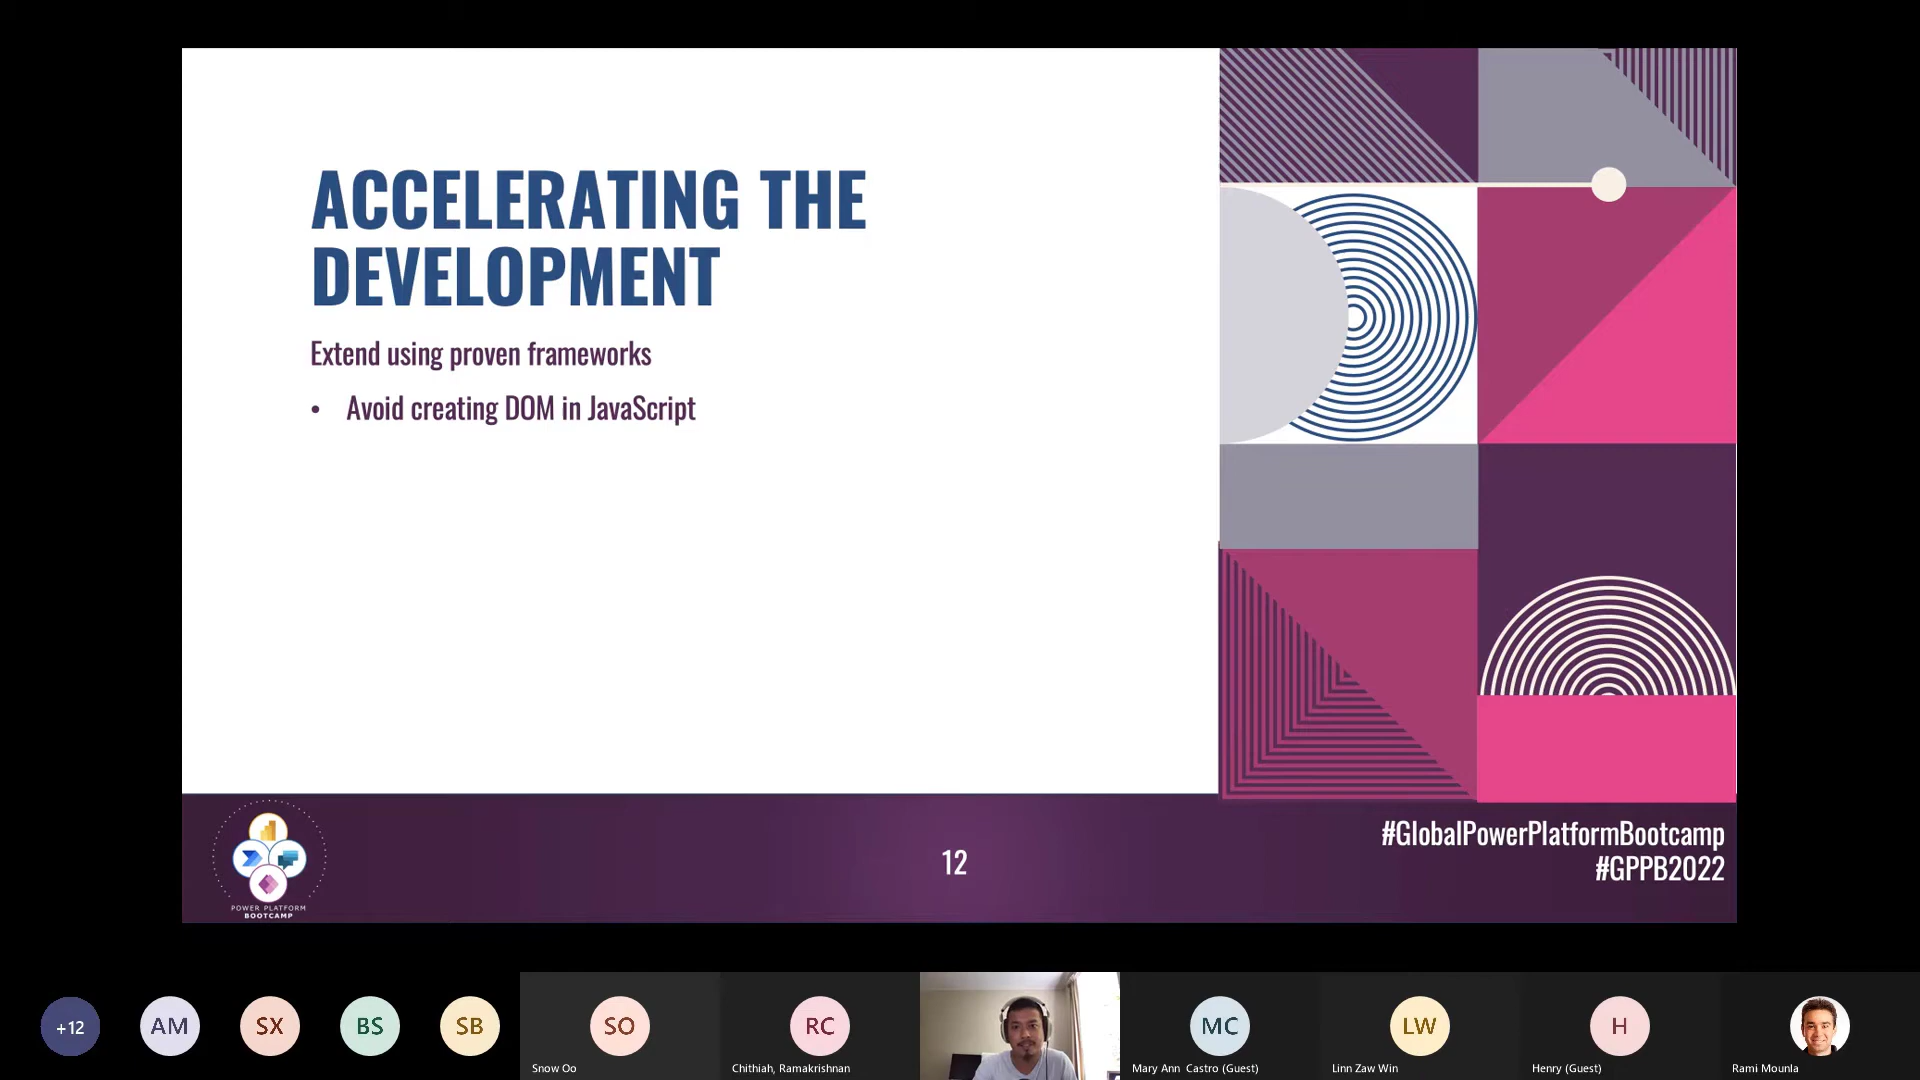 ACCELERATING THE
DEVELOPMENT
Extend using proven frameworks
• Avoid creating DOM in JavaScript
POWER PLATFORM
BOOTCAMP
12
#GlobalPowerPlatformBootcamp
#GPPB2022
+12
AM
SX
BS
SB
SO
Snow Oo
RC
Chithiah, Ramakrishnan
MC
Mary Ann Castro (Guest)
LW
Linn Zaw Win
H
Henry (Guest)
Rami Mounla